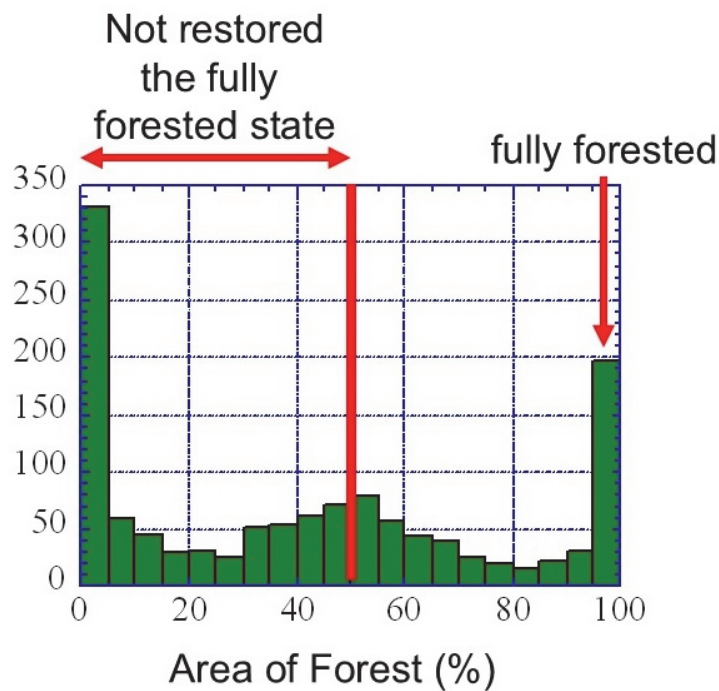 Not restored
the fully
forested state
fully forested
350
300
250
200
150
100
50
0
0 20 40 60 80 100
Area of Forest (%)